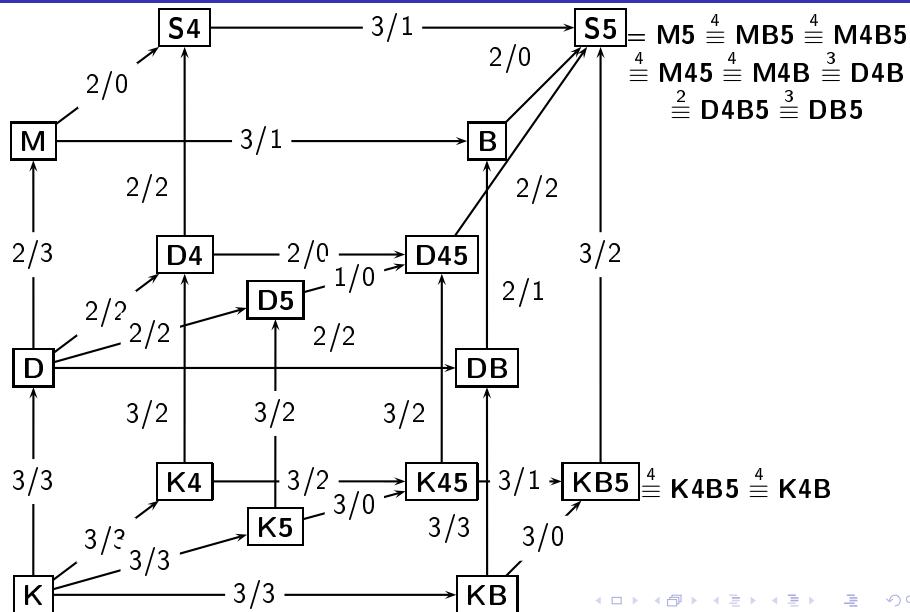 S4 3/1 S5 = M5 ≡⁴ MB5 ≡⁴ M4B5
2/0 2/0 ≡⁴ M45 ≡⁴ M4B ≡³ D4B
≡² D4B5 ≡³ DB5
M 3/1 B
2/2 2/2
2/3 D4 2/0 D45 3/2
1/0
D5 2/1
2/2 2/2 2/2
D DB
3/2 3/2 3/2
3/3 K4 3/2 K45 3/1 KB5 ≡⁴ K4B5 ≡⁴ K4B
3/0
K5 3/3 3/0
3/3 3/3
K 3/3 KB